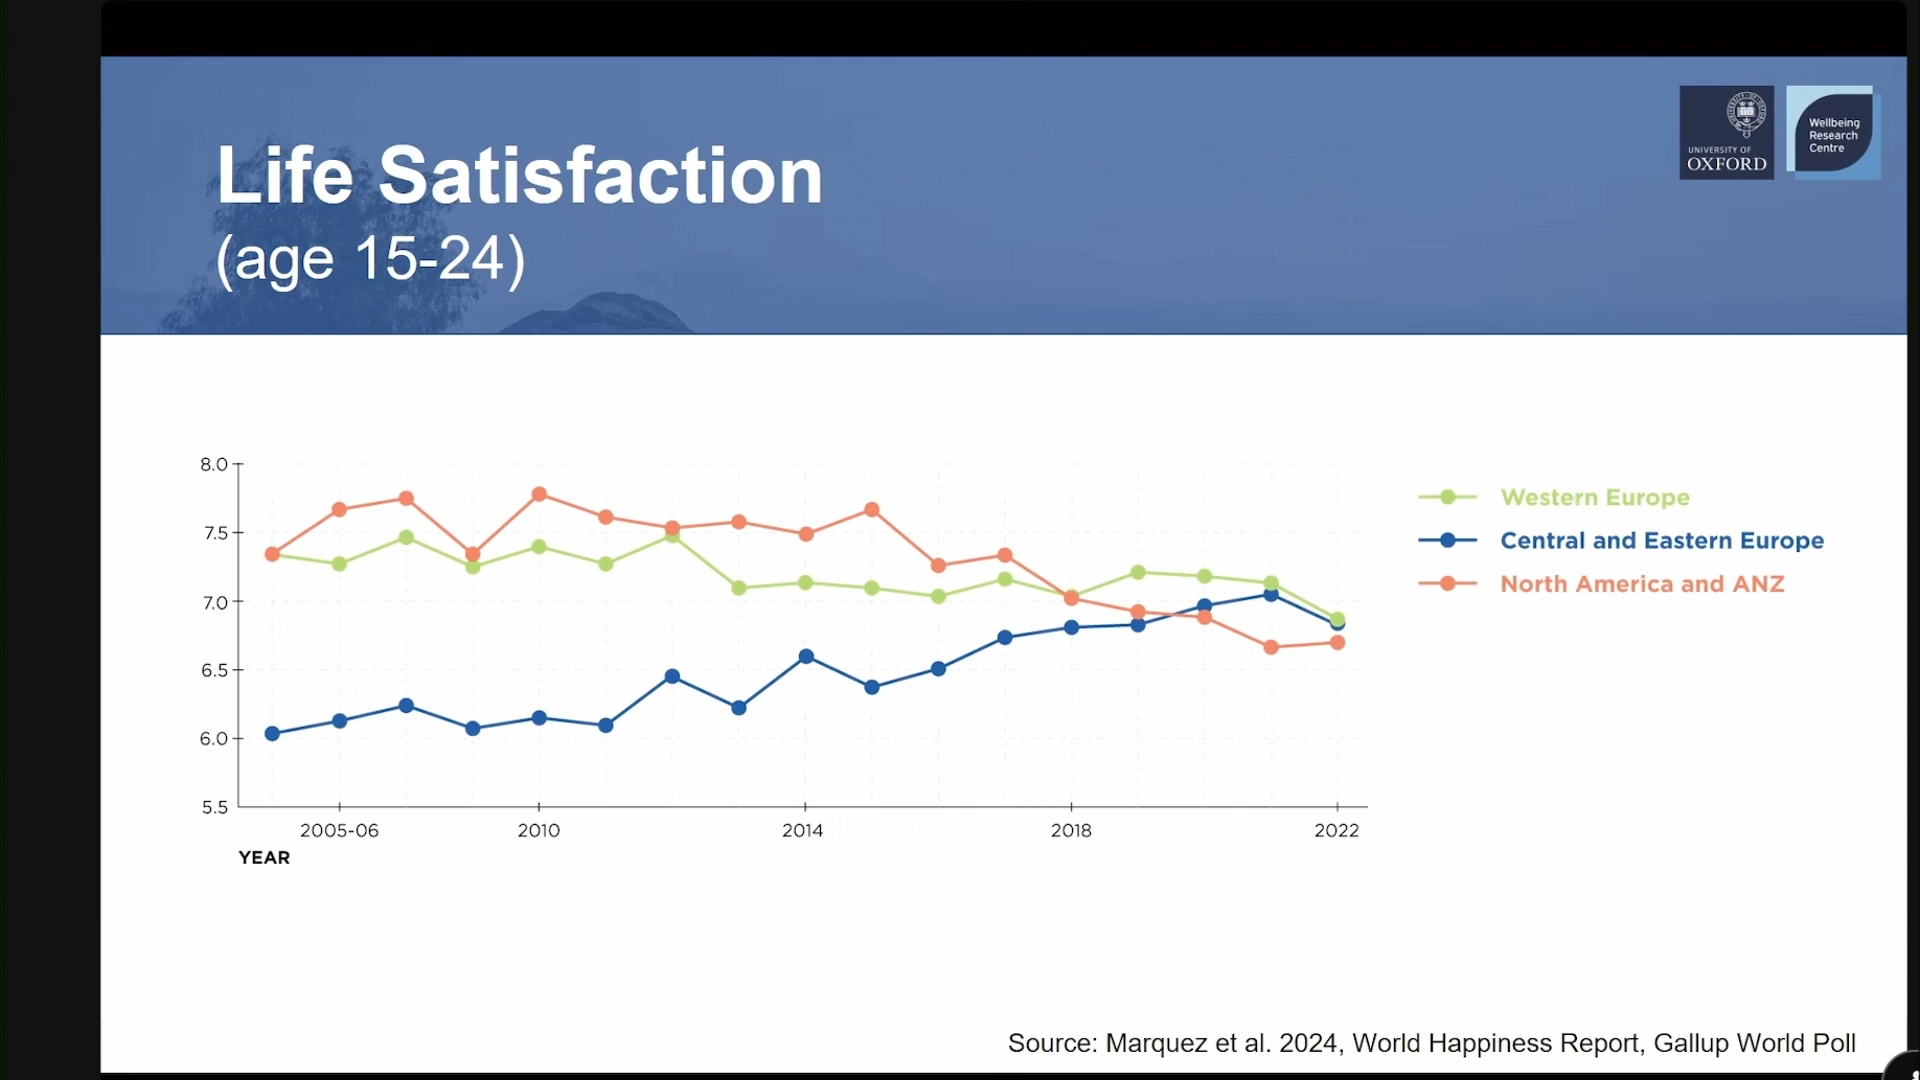 Life Satisfaction
(age 15-24)
UNIVERSITY OF
OXFORD
Wellbeing
Research
Centre
8.0
7.5
7.0
6.5
6.0
5.5
2005-06 2010 2014 2018 2022
YEAR
Western Europe
Central and Eastern Europe
North America and ANZ
Source: Marquez et al. 2024, World Happiness Report, Gallup World Poll